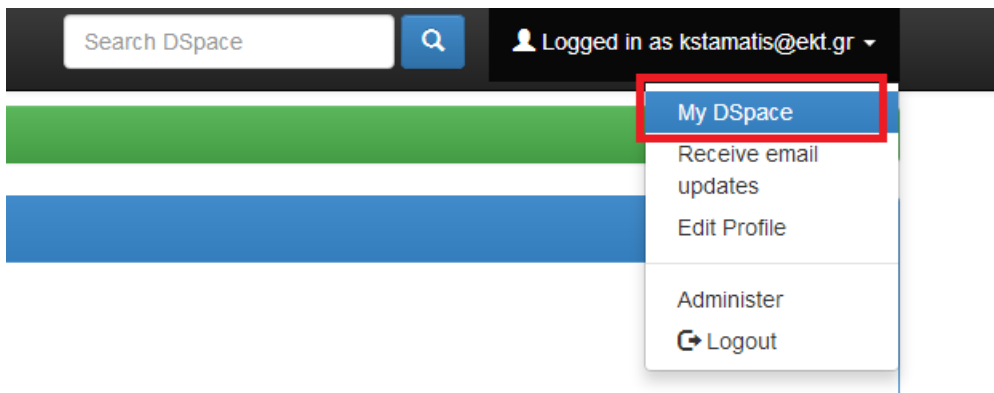 Search DSpace
Logged in as kstamatis@ekt.gr
My DSpace
Receive email
updates
Edit Profile
Administer
Logout